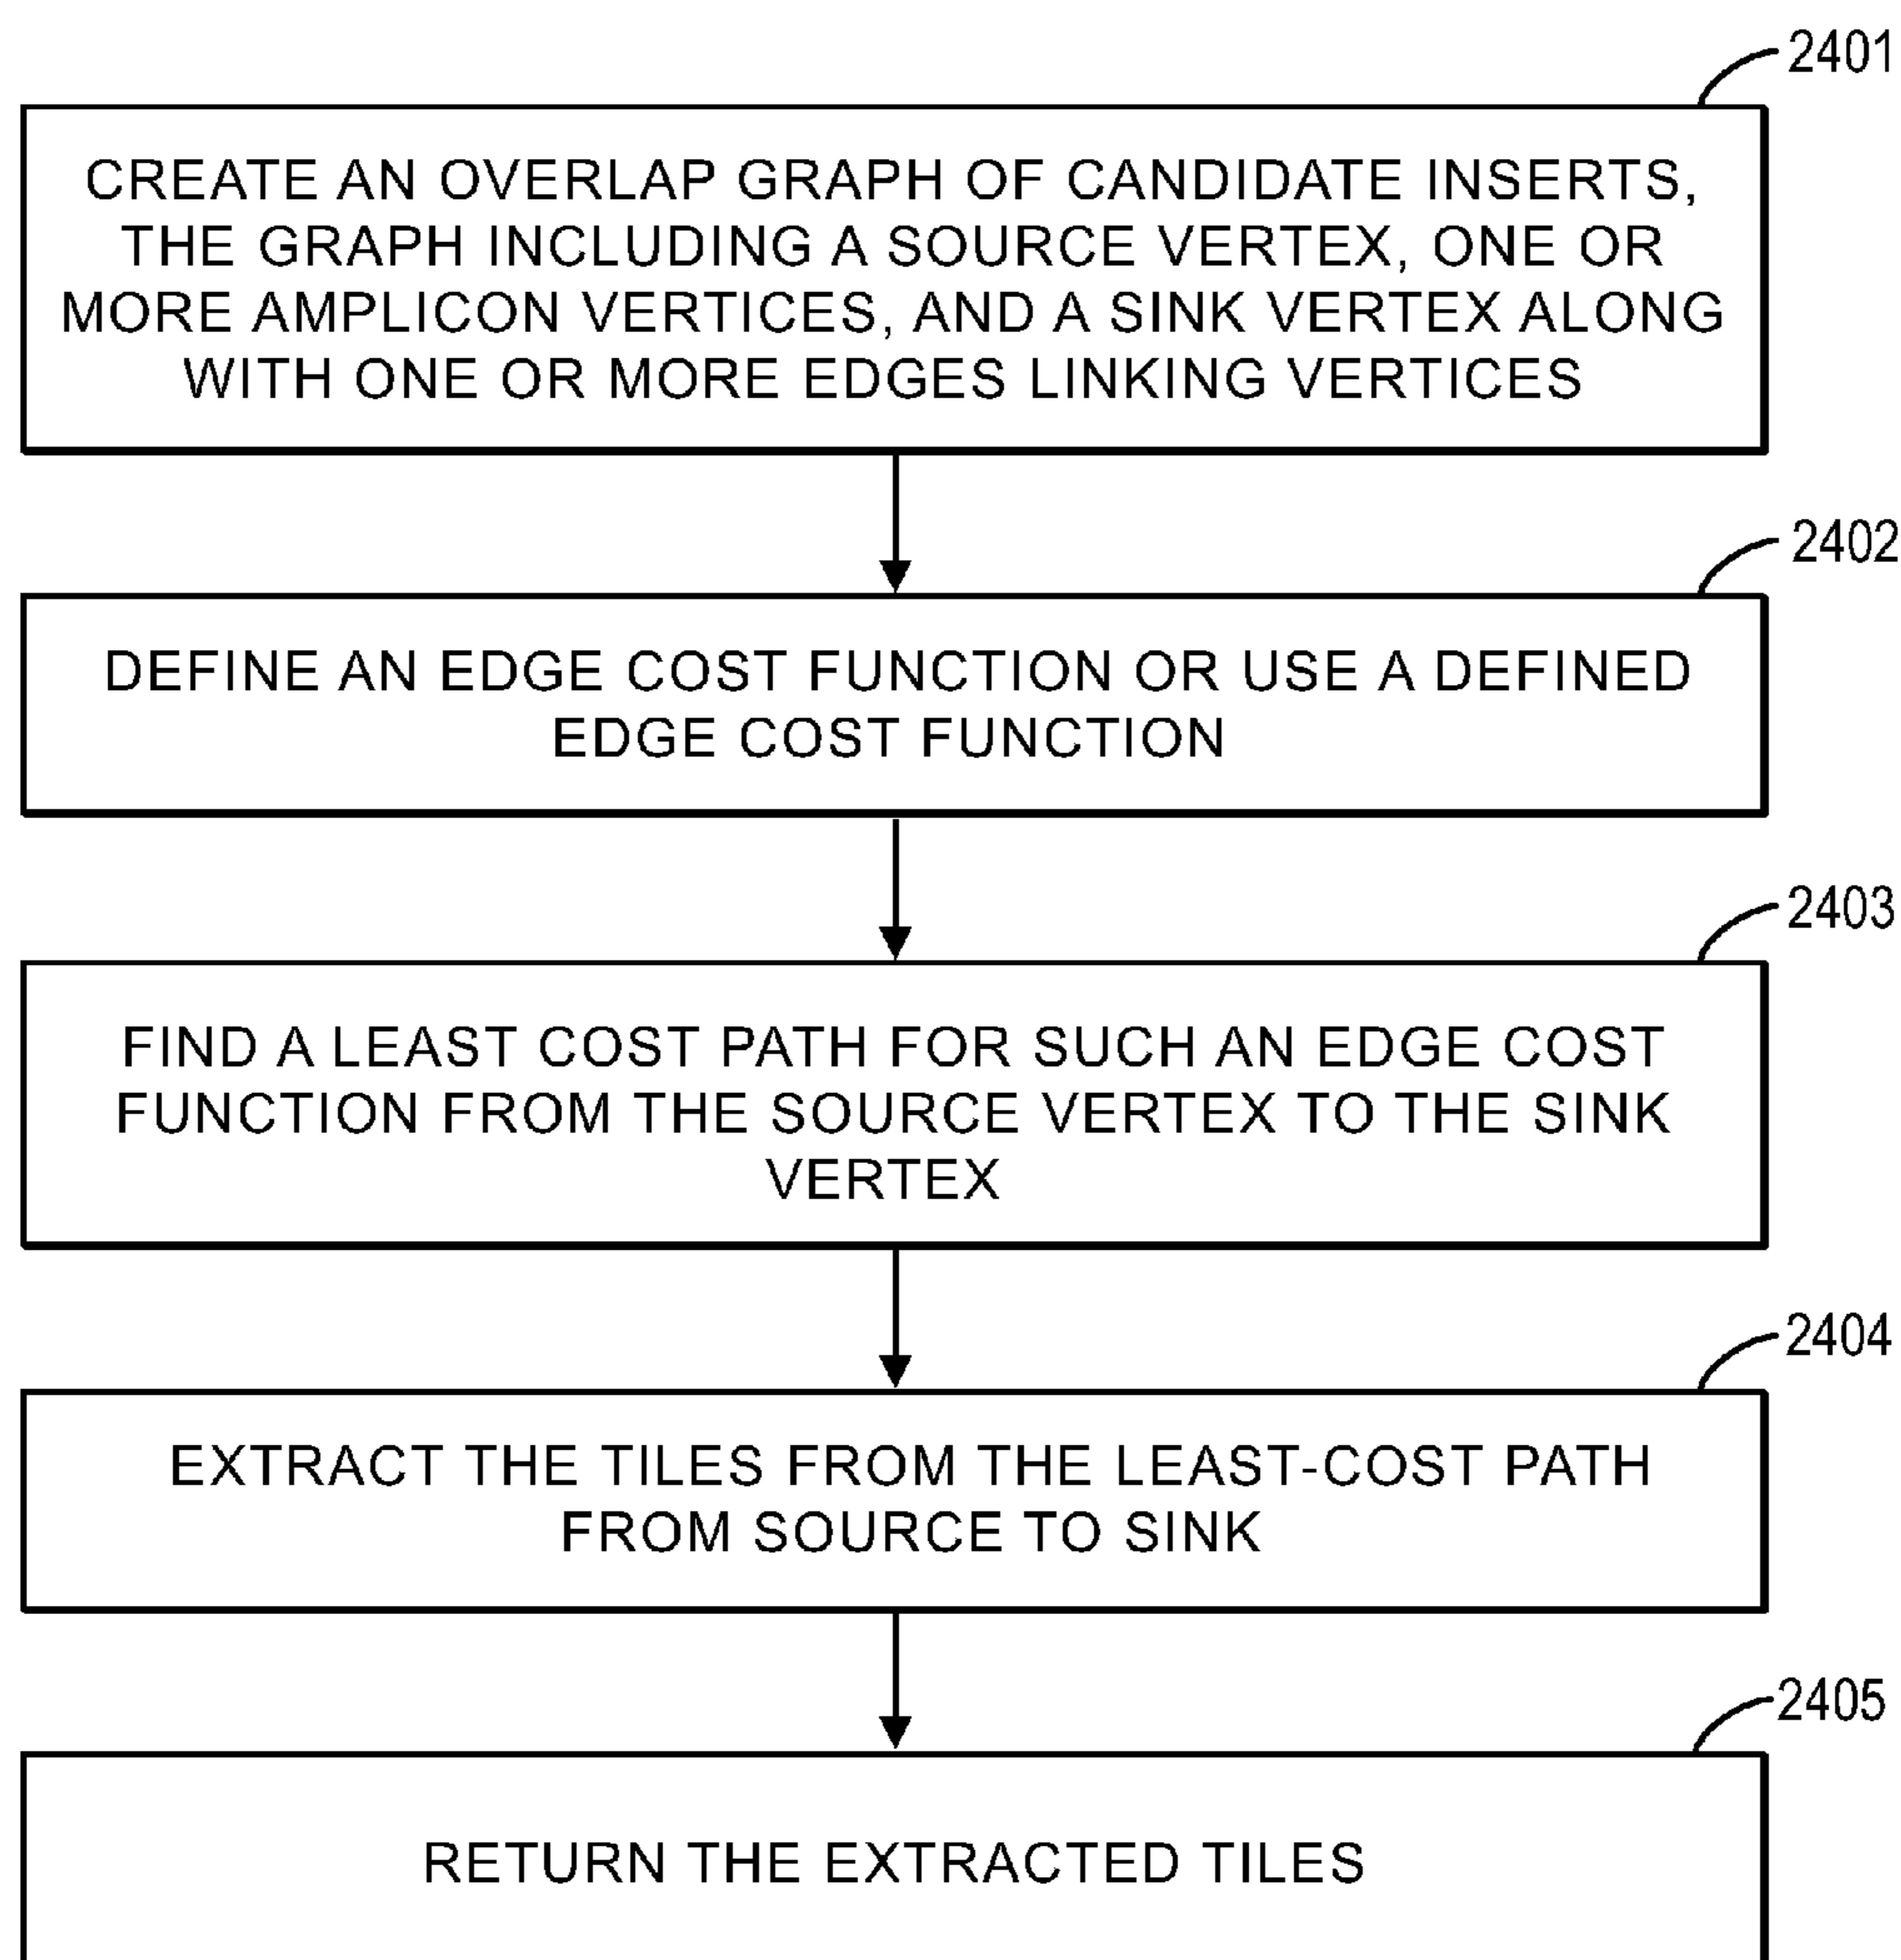 2401
CREATE AN OVERLAP GRAPH OF CANDIDATE INSERTS,
THE GRAPH INCLUDING A SOURCE VERTEX, ONE OR
MORE AMPLICON VERTICES, AND A SINK VERTEX ALONG
WITH ONE OR MORE EDGES LINKING VERTICES
2402
DEFINE AN EDGE COST FUNCTION OR USE A DEFINED
EDGE COST FUNCTION
2403
FIND A LEAST COST PATH FOR SUCH AN EDGE COST
FUNCTION FROM THE SOURCE VERTEX TO THE SINK
VERTEX
2404
EXTRACT THE TILES FROM THE LEAST-COST PATH
FROM SOURCE TO SINK
2405
RETURN THE EXTRACTED TILES